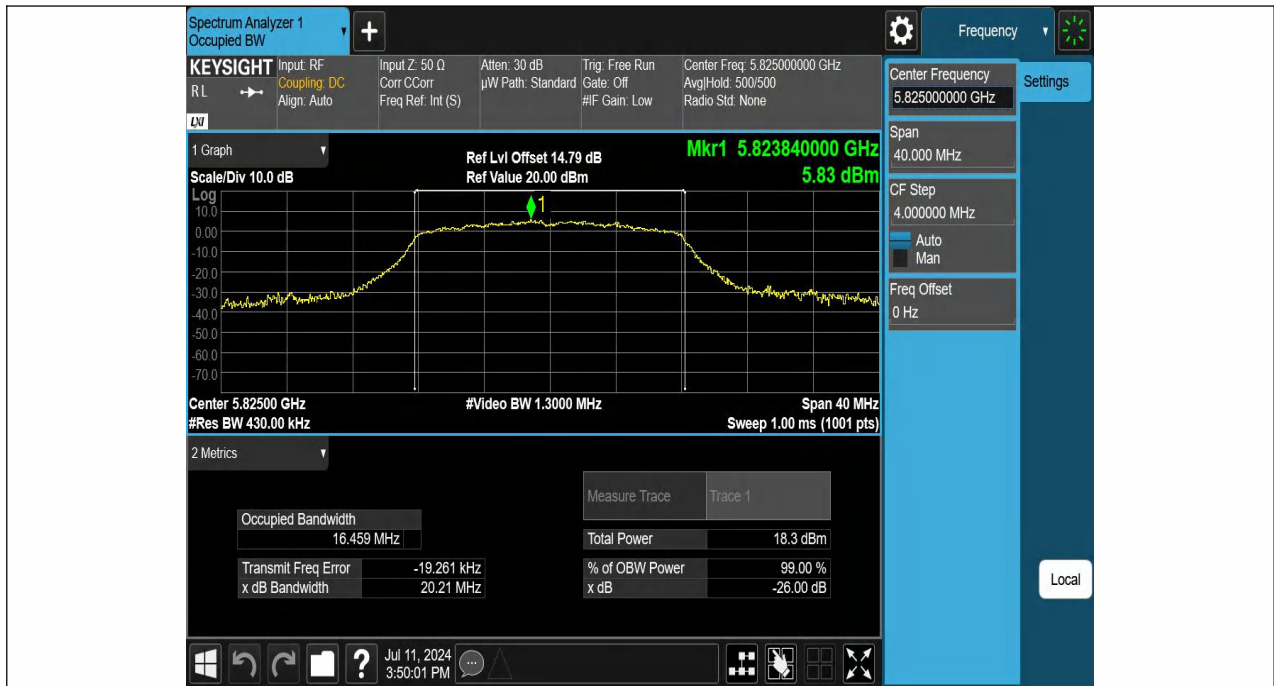 Spectrum Analyzer 1
Occupied BW
+
Frequency
KEYSIGHT
R L
LXI
Input: RF
Coupling: DC
Align: Auto
Input Z: 50 Ω
Corr CCorr
Freq Ref: Int (S)
Atten: 30 dB
µW Path: Standard
Trig: Free Run
Gate: Off
#IF Gain: Low
Center Freq: 5.825000000 GHz
Avg|Hold: 500/500
Radio Std: None
Center Frequency
5.825000000 GHz
Settings
Span
40.000 MHz
CF Step
4.000000 MHz
Auto
Man
Freq Offset
0 Hz
Local
1 Graph
Scale/Div 10.0 dB
Ref Lvl Offset 14.79 dB
Ref Value 20.00 dBm
Mkr1 5.823840000 GHz
5.83 dBm
Log
10.0
0.00
-10.0
-20.0
-30.0
-40.0
-50.0
-60.0
-70.0
1
Center 5.82500 GHz
#Res BW 430.00 kHz
#Video BW 1.3000 MHz
Span 40 MHz
Sweep 1.00 ms (1001 pts)
2 Metrics
Measure Trace Trace 1
Occupied Bandwidth
16.459 MHz
Total Power 18.3 dBm
Transmit Freq Error -19.261 kHz
% of OBW Power 99.00 %
x dB Bandwidth 20.21 MHz
x dB -26.00 dB
?
Jul 11, 2024
3:50:01 PM